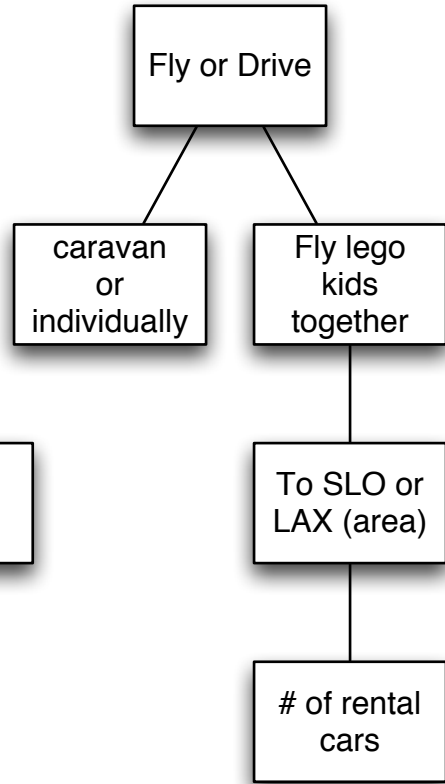 Fly or Drive
caravan
or
individually
Fly lego
kids
together
To SLO or
LAX (area)
# of rental
cars